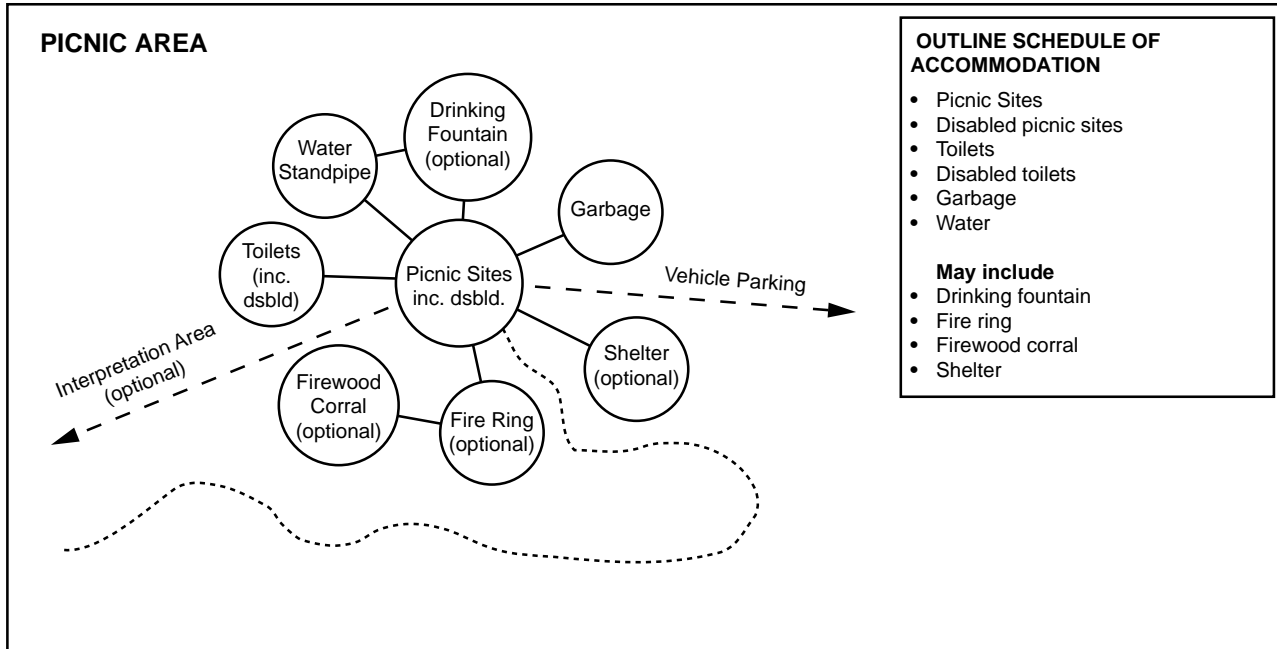 PICNIC AREA
Drinking
Fountain
(optional)
Water
Standpipe
Garbage
Toilets
(inc.
dsbld)
Picnic Sites
inc. dsbld.
Vehicle Parking
Interpretation Area
(optional)
Shelter
(optional)
Firewood
Corral
(optional)
Fire Ring
(optional)
OUTLINE SCHEDULE OF
ACCOMMODATION
• Picnic Sites
• Disabled picnic sites
• Toilets
• Disabled toilets
• Garbage
• Water
May include
• Drinking fountain
• Fire ring
• Firewood corral
• Shelter